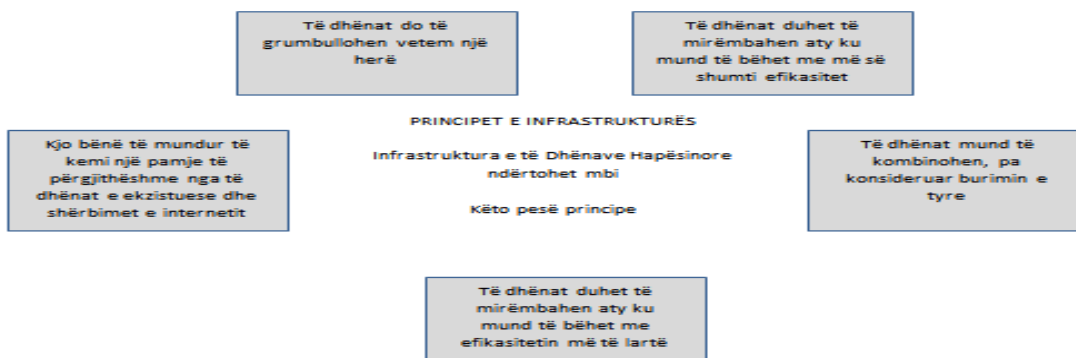 Të dhënat do të
grumbullohen vetem një
herë
Të dhënat duhet të
mirëmbahen aty ku
mund të bëhet me më së
shumti efikasitet
PRINCIPET E INFRASTRUKTURËS
Infrastruktura e të Dhënave Hapësinore
ndërtohet mbi
Këto pesë principe
Kjo bënë të mundur të
kemi një pamje të
përgjithëshme nga të
dhënat e ekzistuese dhe
shërbimet e internetit
Të dhënat mund të
kombinohen, pa
konsideruar burimin e
tyre
Të dhënat duhet të
mirëmbahen aty ku
mund të bëhet me
efikasitetin më të lartë